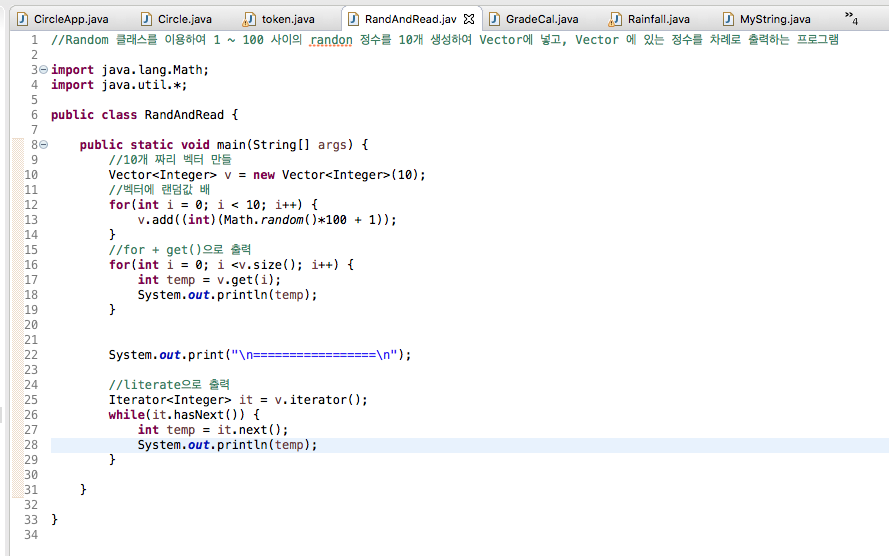 CircleApp.java Circle.java token.java RandAndRead.jav GradeCal.java Rainfall.java MyString.java »4
1 //Random 클래스를 이용하여 1 ~ 100 사이의 randon 정수를 10개 생성하여 Vector에 넣고, Vector 에 있는 정수를 차례로 출력하는 프로그램
2
3 import java.lang.Math;
4 import java.util.*;
5
6 public class RandAndRead {
7
8 public static void main(String[] args) {
9 //10개 짜리 벡터 만들
10 Vector<Integer> v = new Vector<Integer>(10);
11 //벡터에 랜덤값 배
12 for(int i = 0; i < 10; i++) {
13 v.add((int)(Math.random()*100 + 1));
14 }
15 //for + get()으로 출력
16 for(int i = 0; i <v.size(); i++) {
17 int temp = v.get(i);
18 System.out.println(temp);
19 }
20
21
22 System.out.print("\n=================\n");
23
24 //literate으로 출력
25 Iterator<Integer> it = v.iterator();
26 while(it.hasNext()) {
27 int temp = it.next();
28 System.out.println(temp);
29 }
30
31 }
32
33 }
34